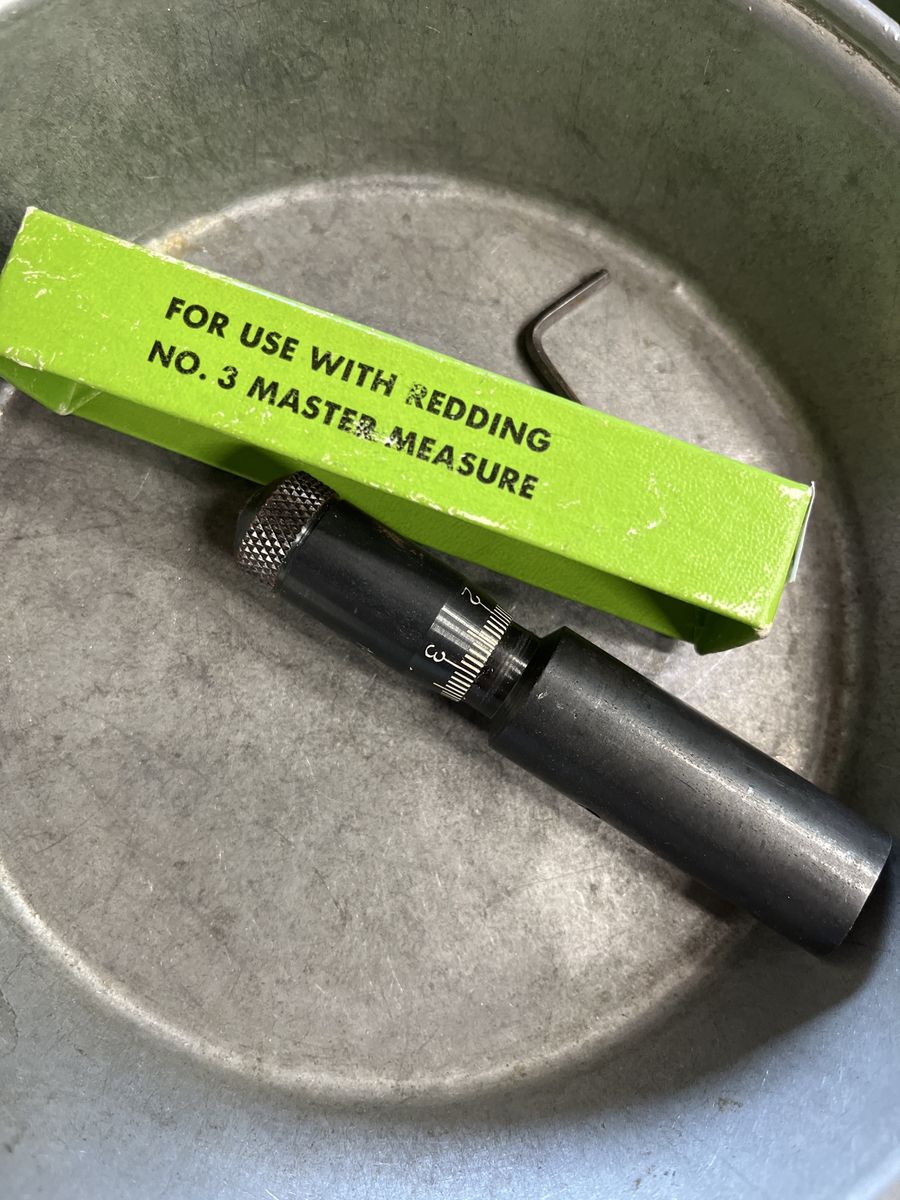 FOR USE WITH REDDING
NO. 3 MASTER MEASURE
2
3